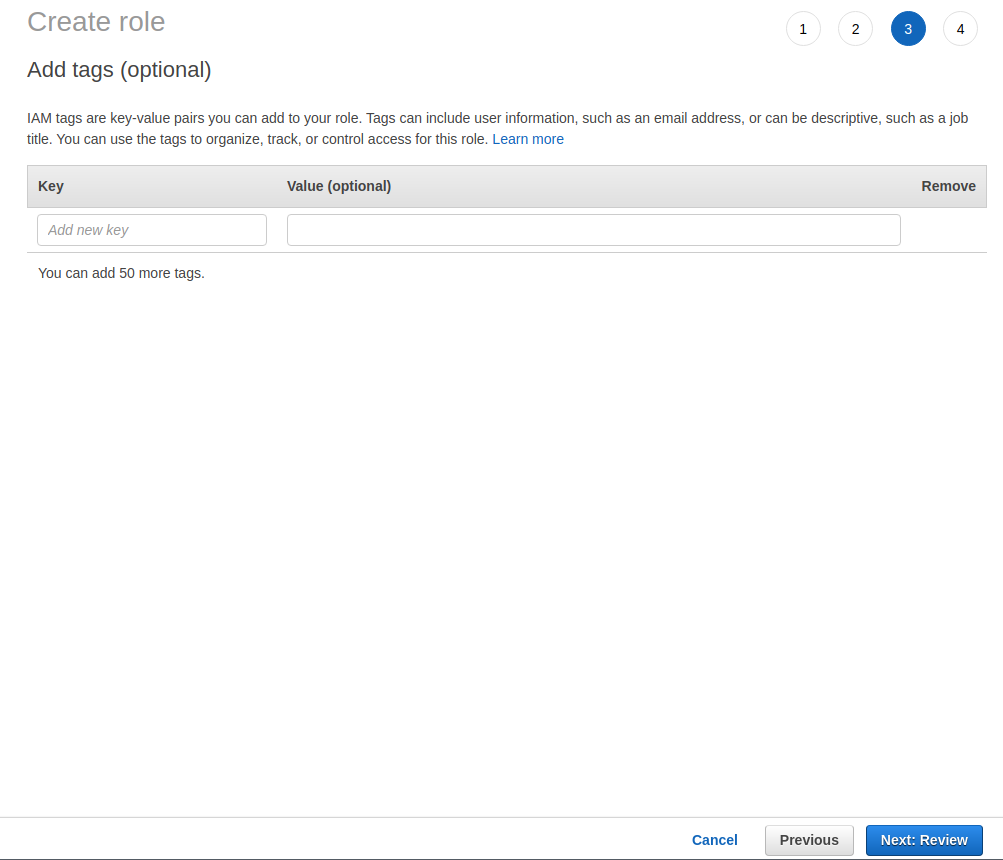 Create role
1 2 3 4
Add tags (optional)
IAM tags are key-value pairs you can add to your role. Tags can include user information, such as an email address, or can be descriptive, such as a job
title. You can use the tags to organize, track, or control access for this role. Learn more
Key Value (optional) Remove
Add new key
You can add 50 more tags.
Cancel Previous Next: Review